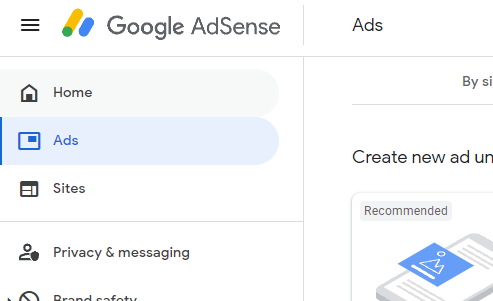 Google AdSense
Ads
Home
Ads
Sites
Privacy & messaging
Brand safety
By si
Create new ad un
Recommended